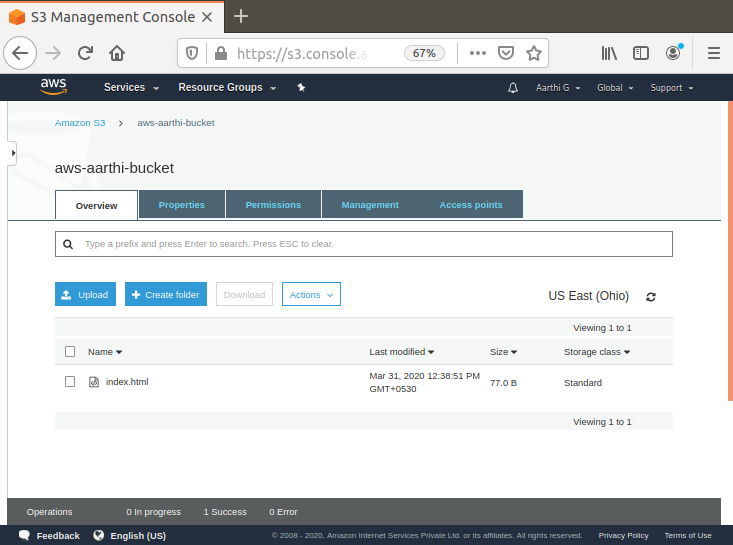 S3 Management Console
https://s3.console.a 67%
aws Services Resource Groups Aarthi G Global Support
Amazon S3 aws-aarthi-bucket
aws-aarthi-bucket
Overview Properties Permissions Management Access points
Type a prefix and press Enter to search. Press ESC to clear.
Upload Create folder Download Actions US East (Ohio)
Viewing 1 to 1
Name Last modified Size Storage class
index.html Mar 31, 2020 12:38:51 PM GMT+0530 77.0 B Standard
Viewing 1 to 1
Operations 0 In progress 1 Success 0 Error
Feedback English (US) © 2008 - 2020, Amazon Internet Services Private Ltd. or its affiliates. All rights reserved. Privacy Policy Terms of Use